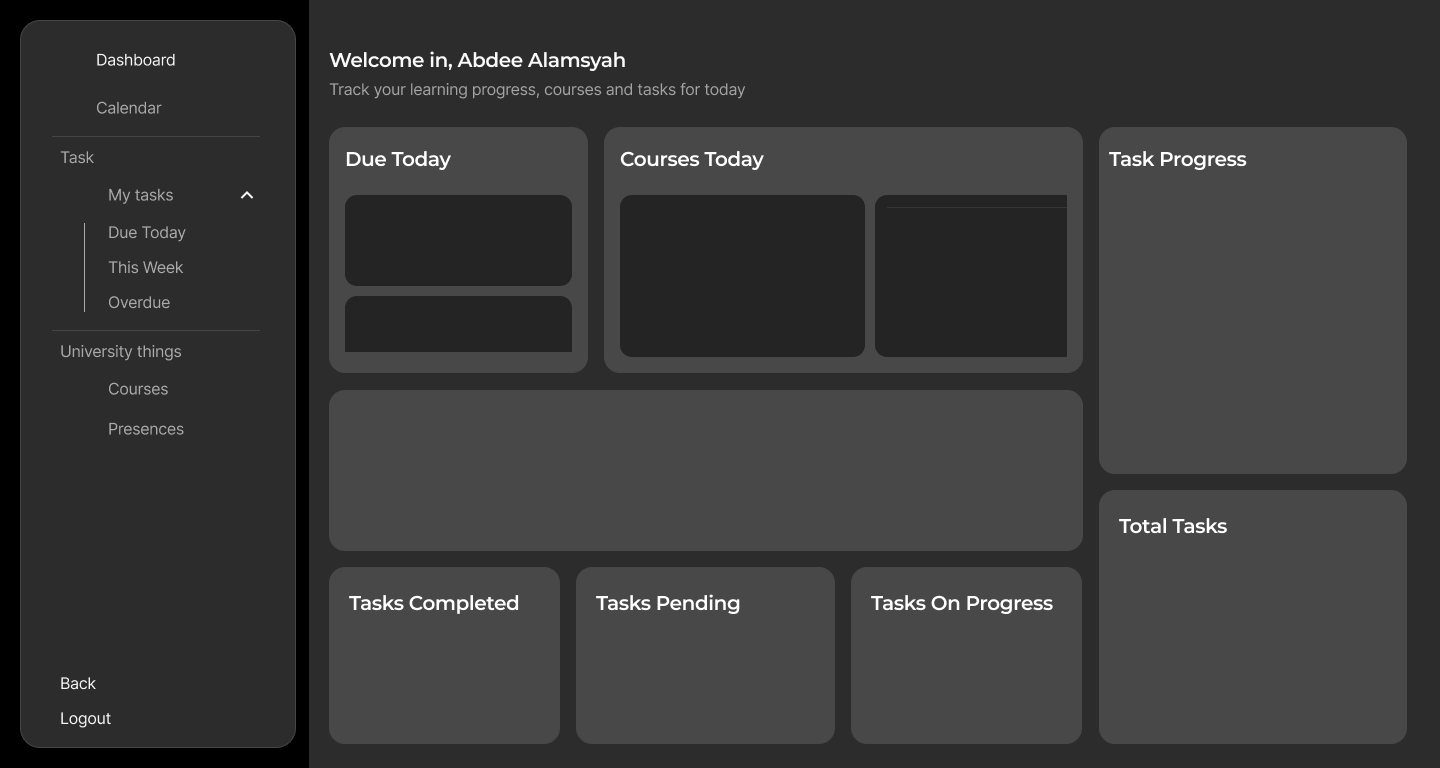 Dashboard
Calendar
Task
My tasks
Due Today
This Week
Overdue
University things
Courses
Presences
Back
Logout
Welcome in, Abdee Alamsyah
Track your learning progress, courses and tasks for today
Due Today
Courses Today
Task Progress
Total Tasks
Tasks Completed
Tasks Pending
Tasks On Progress